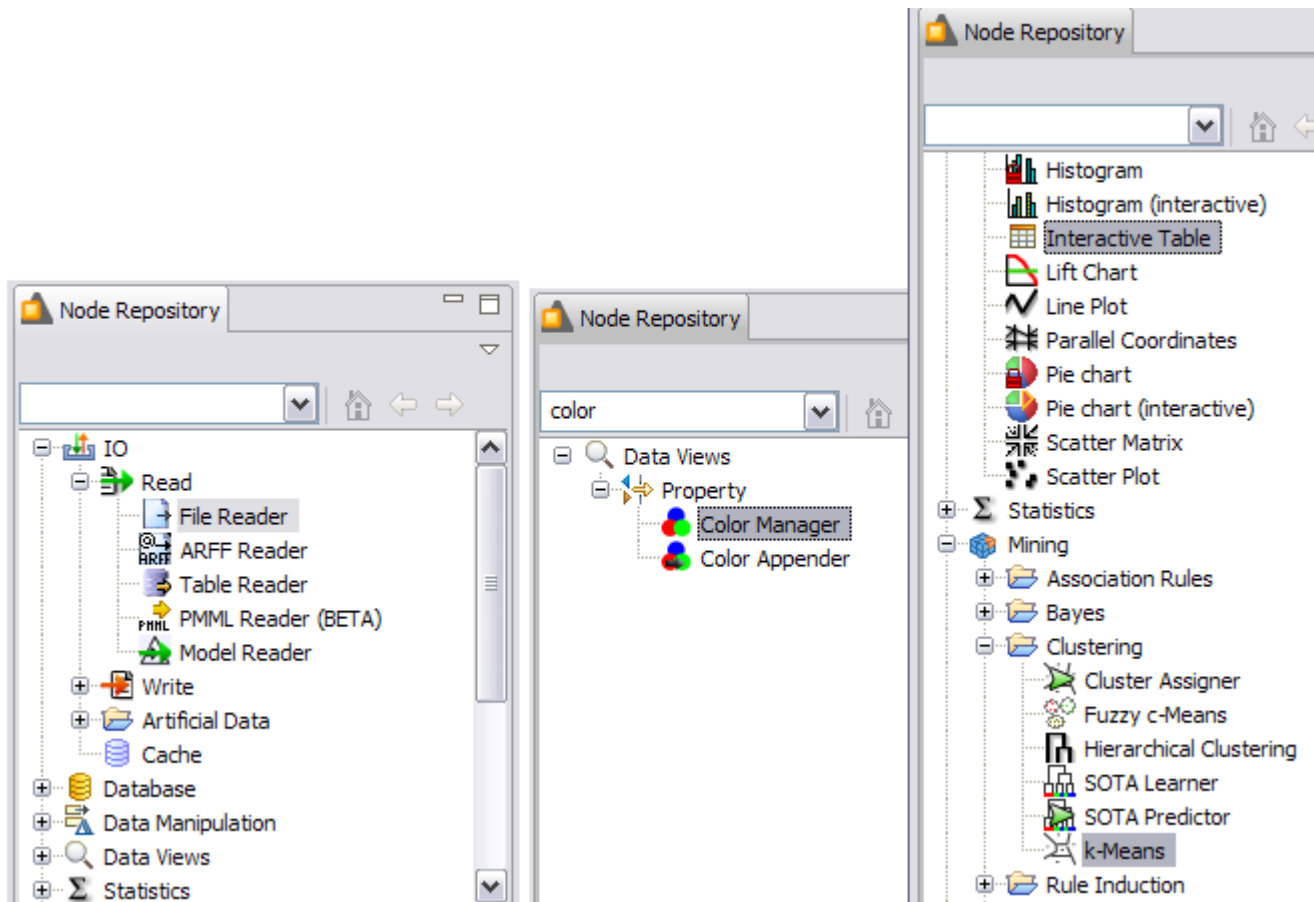 Node Repository
IO
Read
File Reader
ARFF Reader
Table Reader
PMML Reader (BETA)
Model Reader
Write
Artificial Data
Cache
Database
Data Manipulation
Data Views
Statistics
Node Repository
color
Data Views
Property
Color Manager
Color Appender
Node Repository
Histogram
Histogram (interactive)
Interactive Table
Lift Chart
Line Plot
Parallel Coordinates
Pie chart
Pie chart (interactive)
Scatter Matrix
Scatter Plot
Statistics
Mining
Association Rules
Bayes
Clustering
Cluster Assigner
Fuzzy c-Means
Hierarchical Clustering
SOTA Learner
SOTA Predictor
k-Means
Rule Induction